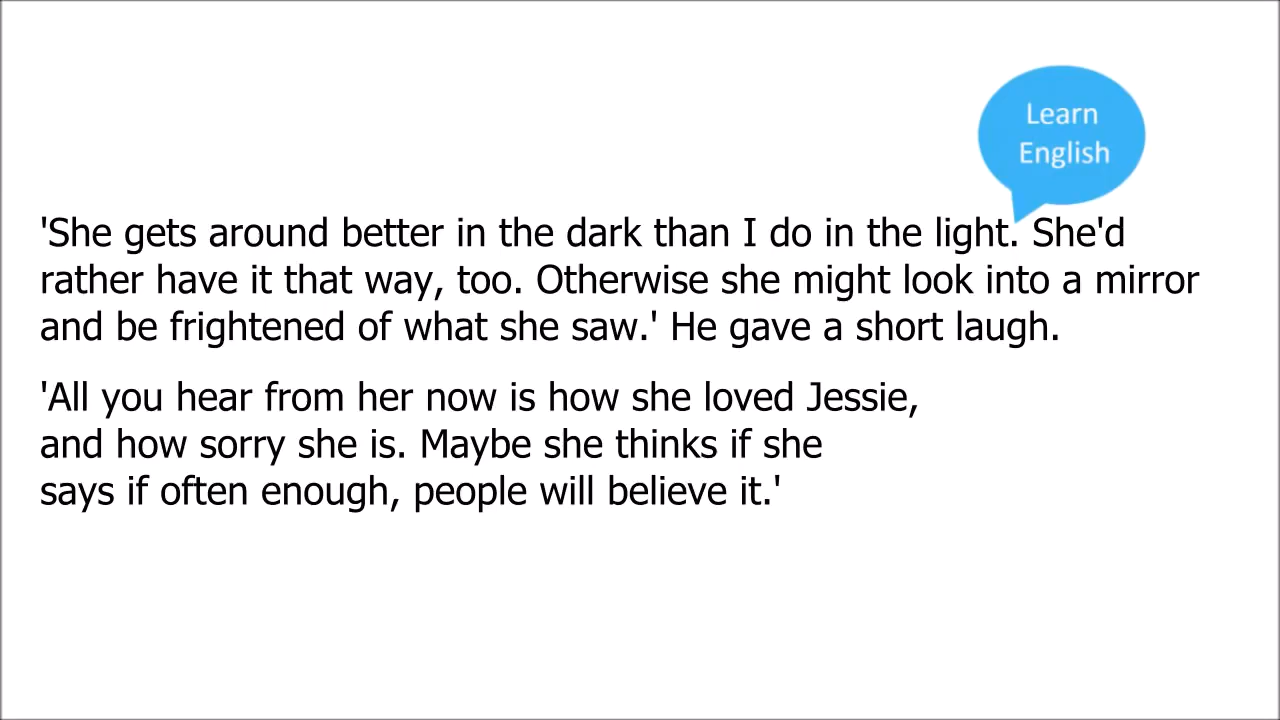 Learn
English
'She gets around better in the dark than I do in the light. She'd
rather have it that way, too. Otherwise she might look into a mirror
and be frightened of what she saw.' He gave a short laugh.
'All you hear from her now is how she loved Jessie,
and how sorry she is. Maybe she thinks if she
says if often enough, people will believe it.'